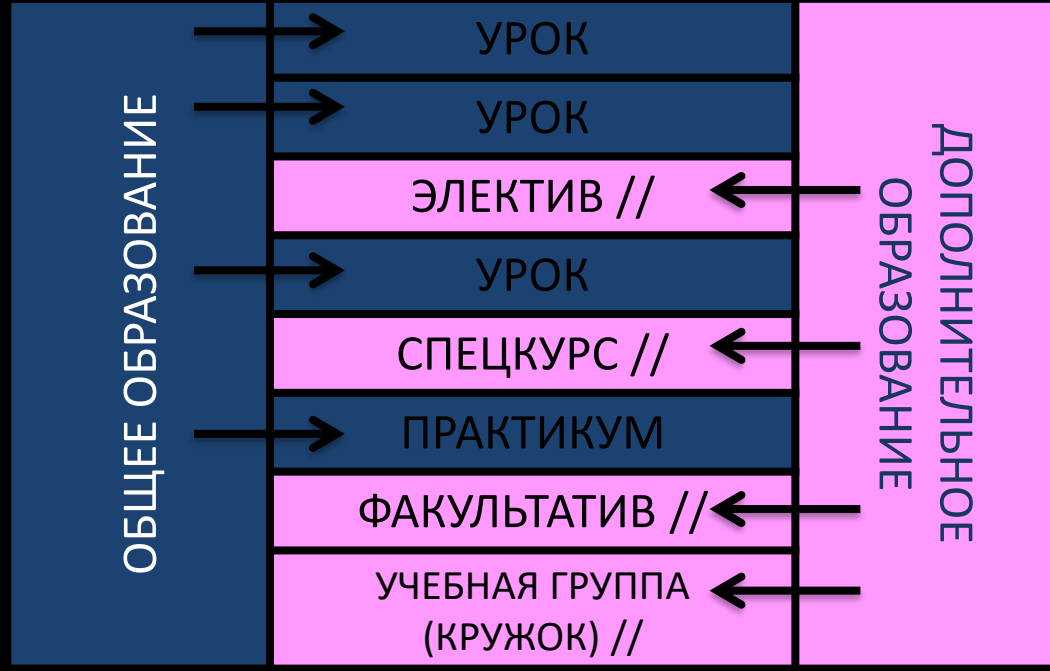 ОБЩЕЕ ОБРАЗОВАНИЕ
УРОК
УРОК
ЭЛЕКТИВ //
УРОК
СПЕЦКУРС //
ПРАКТИКУМ
ФАКУЛЬТАТИВ //
УЧЕБНАЯ ГРУППА
(КРУЖОК) //
ДОПОЛНИТЕЛЬНОЕ
ОБРАЗОВАНИЕ